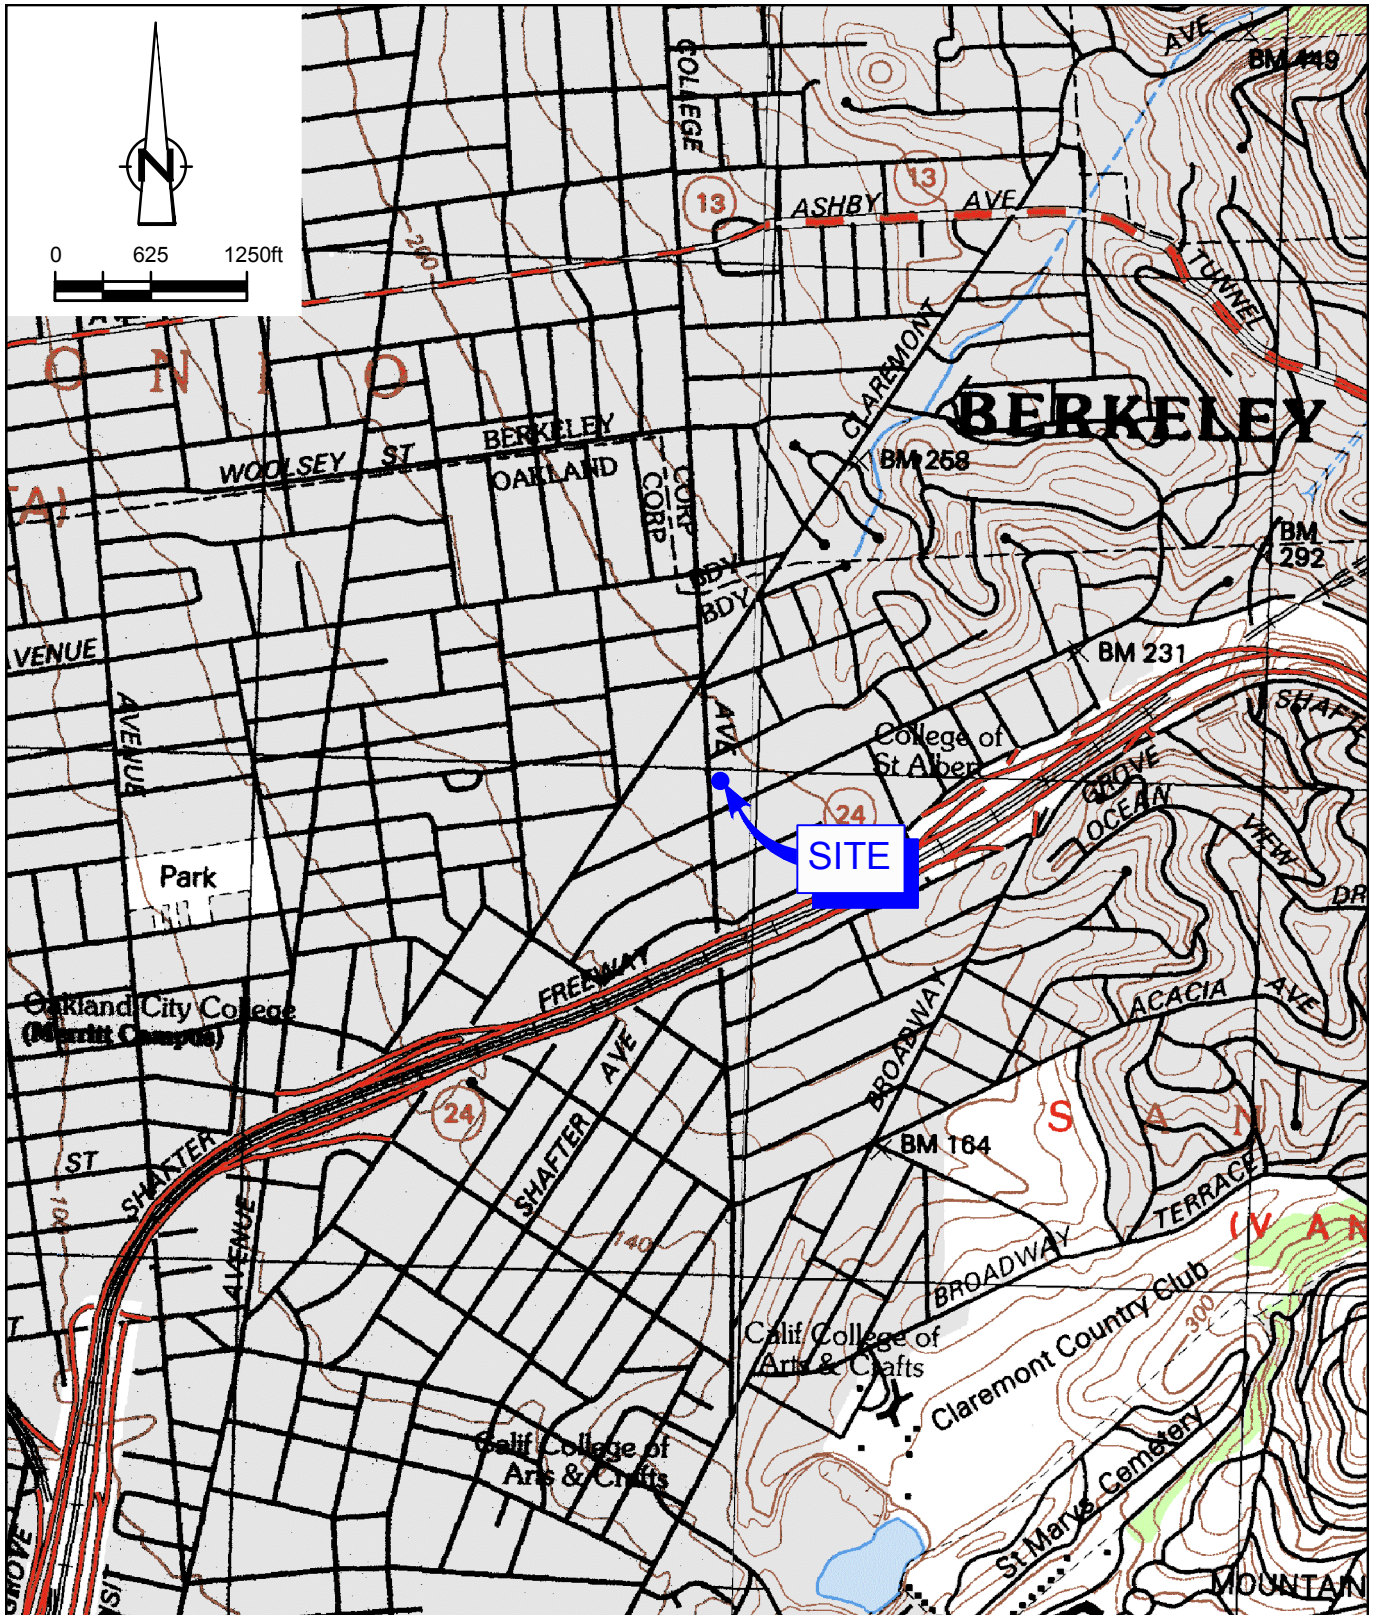 AVE
BM 449
COLLEGE
N
13
13
ASHBY AVE
0 625 1250ft
200
TUNNEL
CLAREMONT
O N I O
BERKELEY
BERKELEY
WOOLSEY ST
OAKLAND
BM 258
CORP
CORP
(A)
BM
292
BDY
BDY
VENUE
BM 231
AVENUE
AVE
SHAFT
College of
St Albert
GROVE
OCEAN
VIEW
DR
24
SITE
Park
FREEWAY
Oakland City College
(Merritt Campus)
ACACIA
AVE
BROADWAY
AVE
SHAFTER
24
S A N
BM 164
ST
SHAFTER
100
AVENUE
TERRACE
(V A N
140
BROADWAY
Claremont Country Club
300
Calif College of
Arts & Crafts
Calif College of
Arts & Crafts
St Marys Cemetery
GROVE
MOUNTAIN